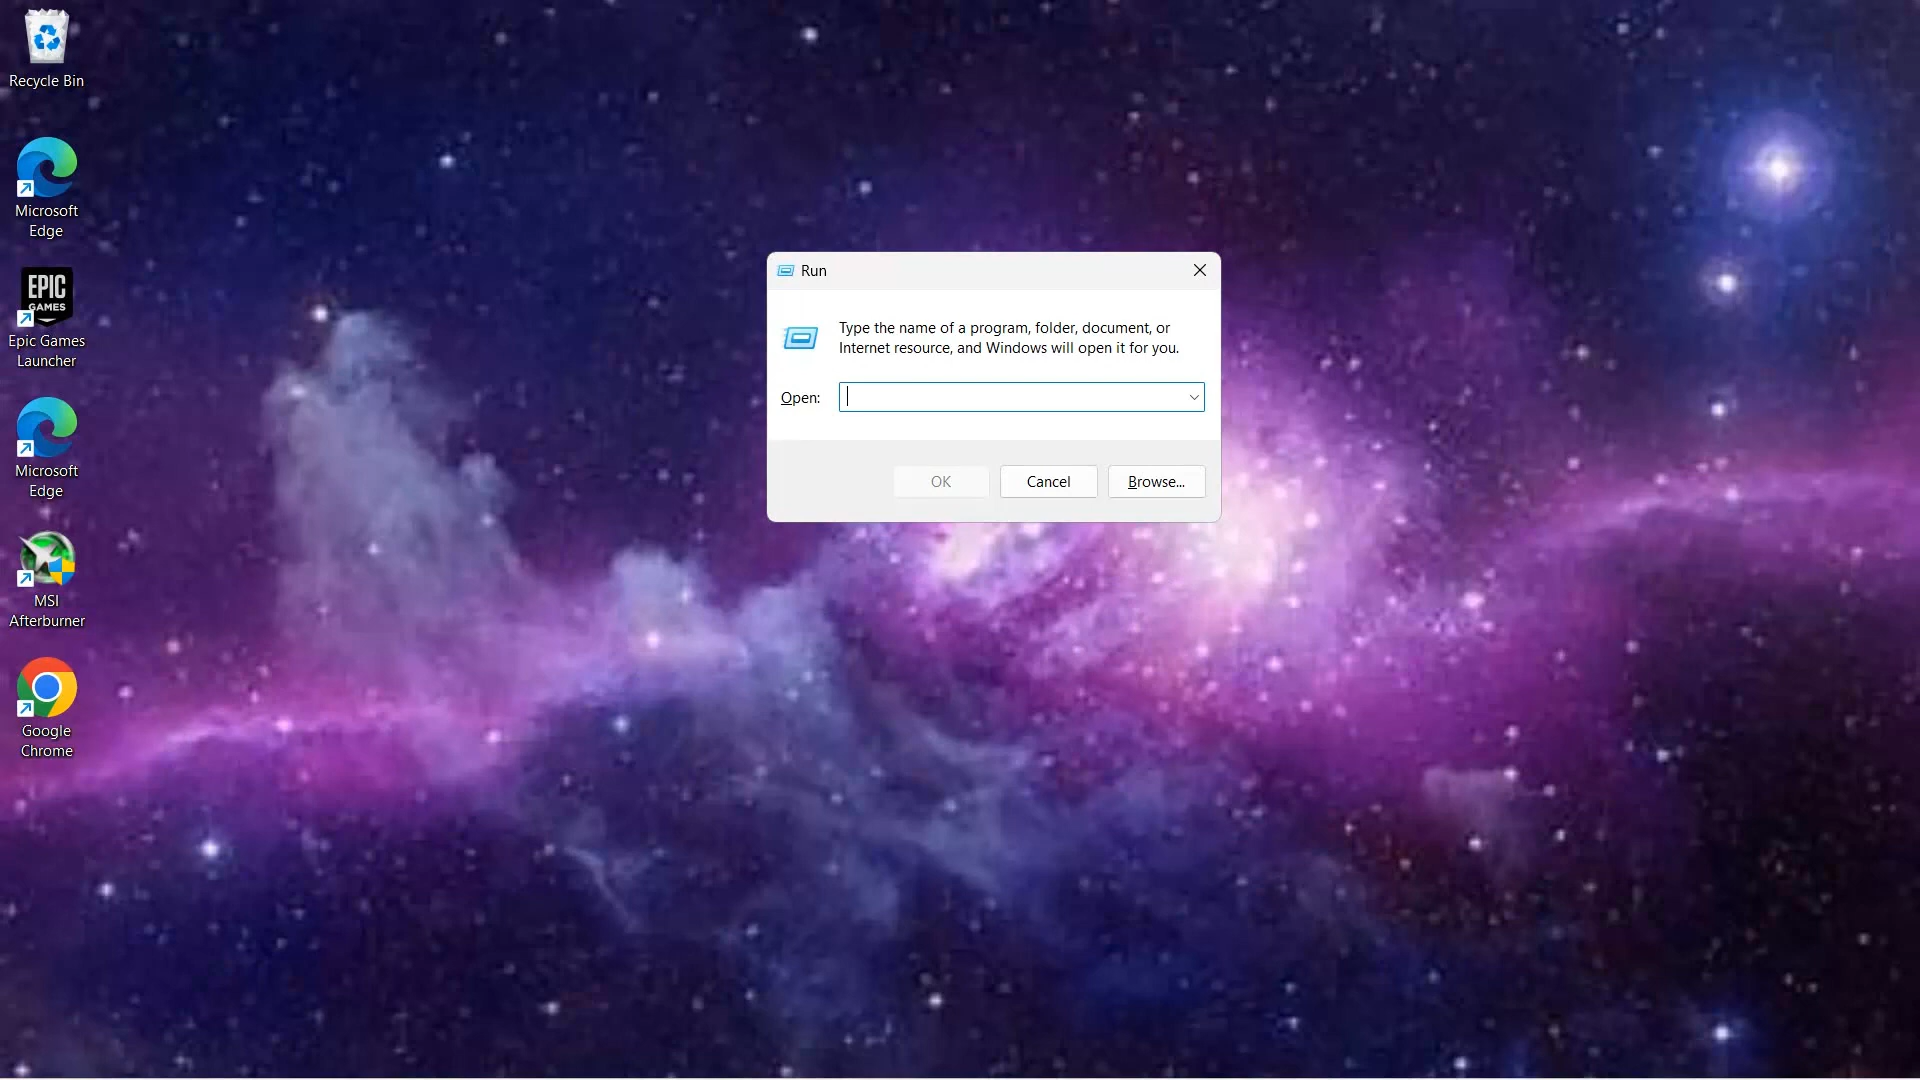 Recycle Bin
Microsoft
Edge
EPIC
GAMES
Epic Games
Launcher
Microsoft
Edge
MSI
Afterburner
Google
Chrome
Run
Type the name of a program, folder, document, or
Internet resource, and Windows will open it for you.
Open:
OK Cancel Browse...